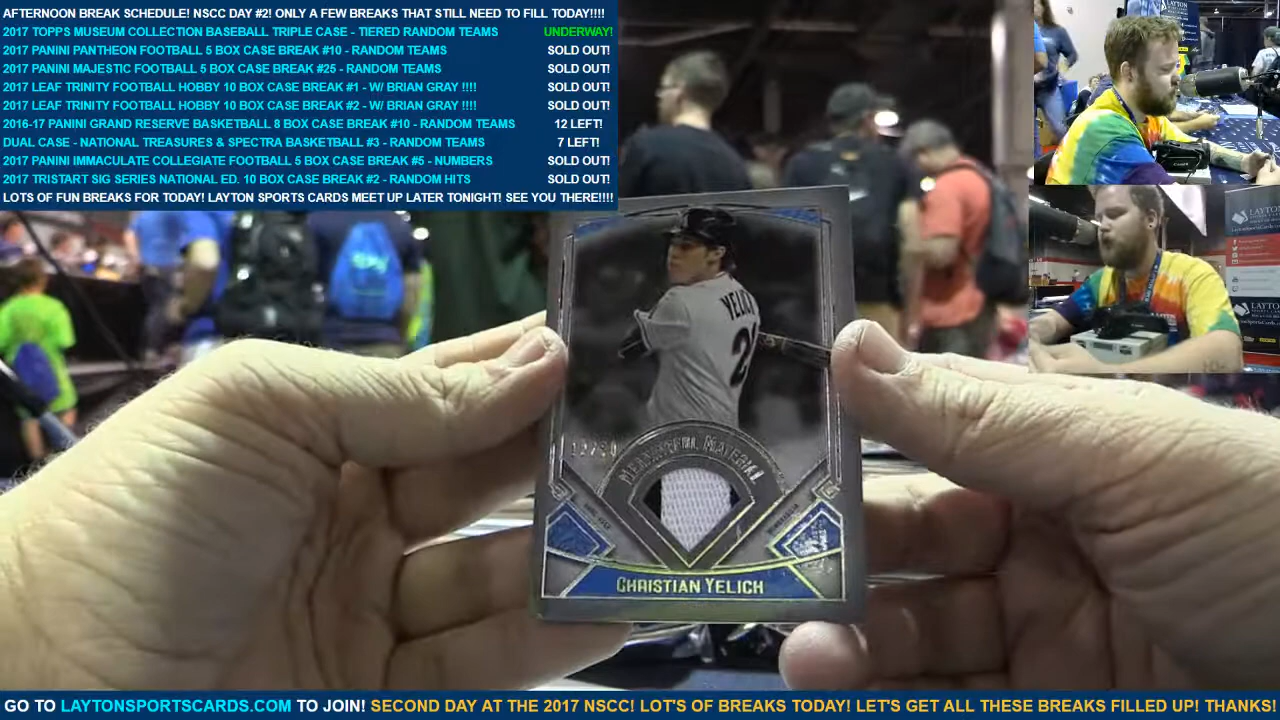 AFTERNOON BREAK SCHEDULE! NSCC DAY #2! ONLY A FEW BREAKS THAT STILL NEED TO FILL TODAY!!!!
2017 TOPPS MUSEUM COLLECTION BASEBALL TRIPLE CASE - TIERED RANDOM TEAMS UNDERWAY!
2017 PANINI PANTHEON FOOTBALL 5 BOX CASE BREAK #10 - RANDOM TEAMS SOLD OUT!
2017 PANINI MAJESTIC FOOTBALL 5 BOX CASE BREAK #25 - RANDOM TEAMS SOLD OUT!
2017 LEAF TRINITY FOOTBALL HOBBY 10 BOX CASE BREAK #1 - W/ BRIAN GRAY !!!! SOLD OUT!
2017 LEAF TRINITY FOOTBALL HOBBY 10 BOX CASE BREAK #2 - W/ BRIAN GRAY !!!! SOLD OUT!
2016-17 PANINI GRAND RESERVE BASKETBALL 8 BOX CASE BREAK #10 - RANDOM TEAMS 12 LEFT!
DUAL CASE - NATIONAL TREASURES & SPECTRA BASKETBALL #3 - RANDOM TEAMS 7 LEFT!
2017 PANINI IMMACULATE COLLEGIATE FOOTBALL 5 BOX CASE BREAK #5 - NUMBERS SOLD OUT!
2017 TRISTART SIG SERIES NATIONAL ED. 10 BOX CASE BREAK #2 - RANDOM HITS SOLD OUT!
LOTS OF FUN BREAKS FOR TODAY! LAYTON SPORTS CARDS MEET UP LATER TONIGHT! SEE YOU THERE!!!!
LAYTON
LAYTON
YELICH
21
MEANINGFUL MATERIAL
CHRISTIAN YELICH
GO TO LAYTONSPORTSCARDS.COM TO JOIN! SECOND DAY AT THE 2017 NSCC! LOT'S OF BREAKS TODAY! LET'S GET ALL THESE BREAKS FILLED UP! THANKS!